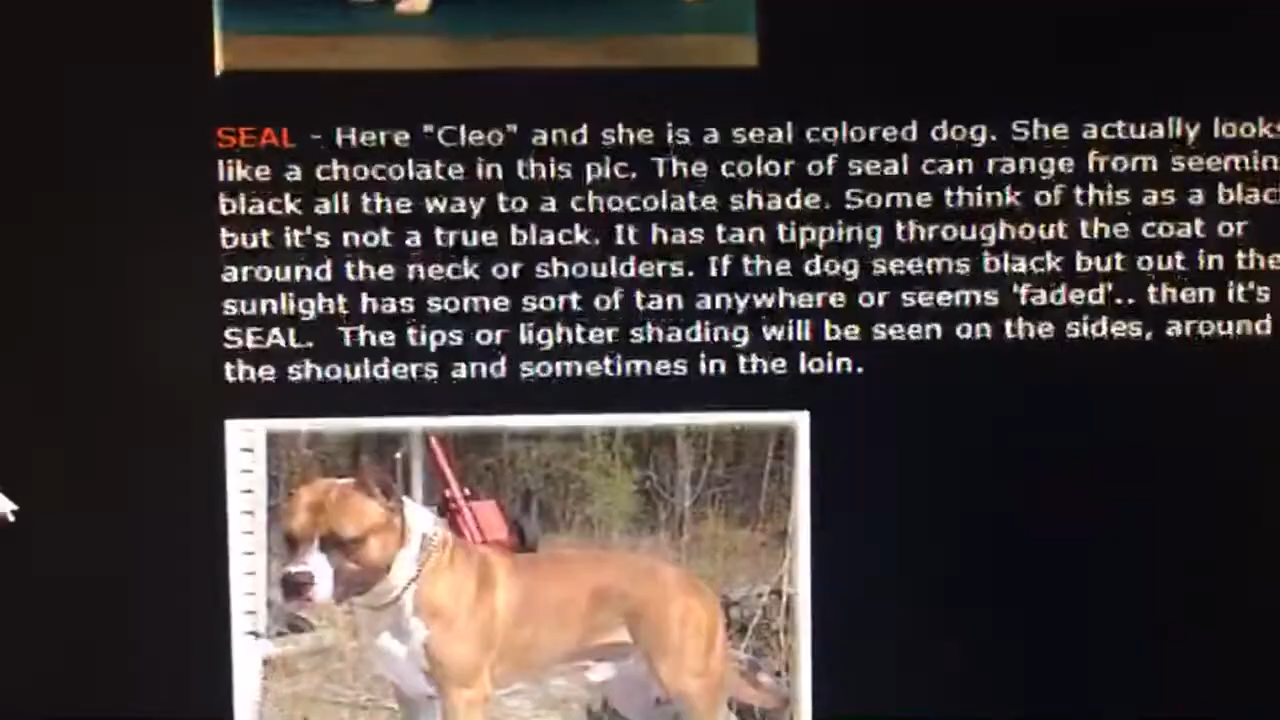 SEAL - Here "Cleo" and she is a seal colored dog. She actually looks
like a chocolate in this pic. The color of seal can range from seemin
black all the way to a chocolate shade. Some think of this as a blac
but it's not a true black. It has tan tipping throughout the coat or
around the neck or shoulders. If the dog seems black but out in the
sunlight has some sort of tan anywhere or seems 'faded'.. then it's
SEAL. The tips or lighter shading will be seen on the sides, around
the shoulders and sometimes in the loin.